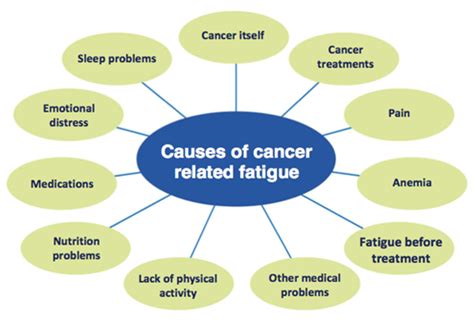 Causes of cancer
related fatigue
Cancer itself
Cancer
treatments
Pain
Anemia
Fatigue before
treatment
Other medical
problems
Lack of physical
activity
Nutrition
problems
Medications
Emotional
distress
Sleep problems